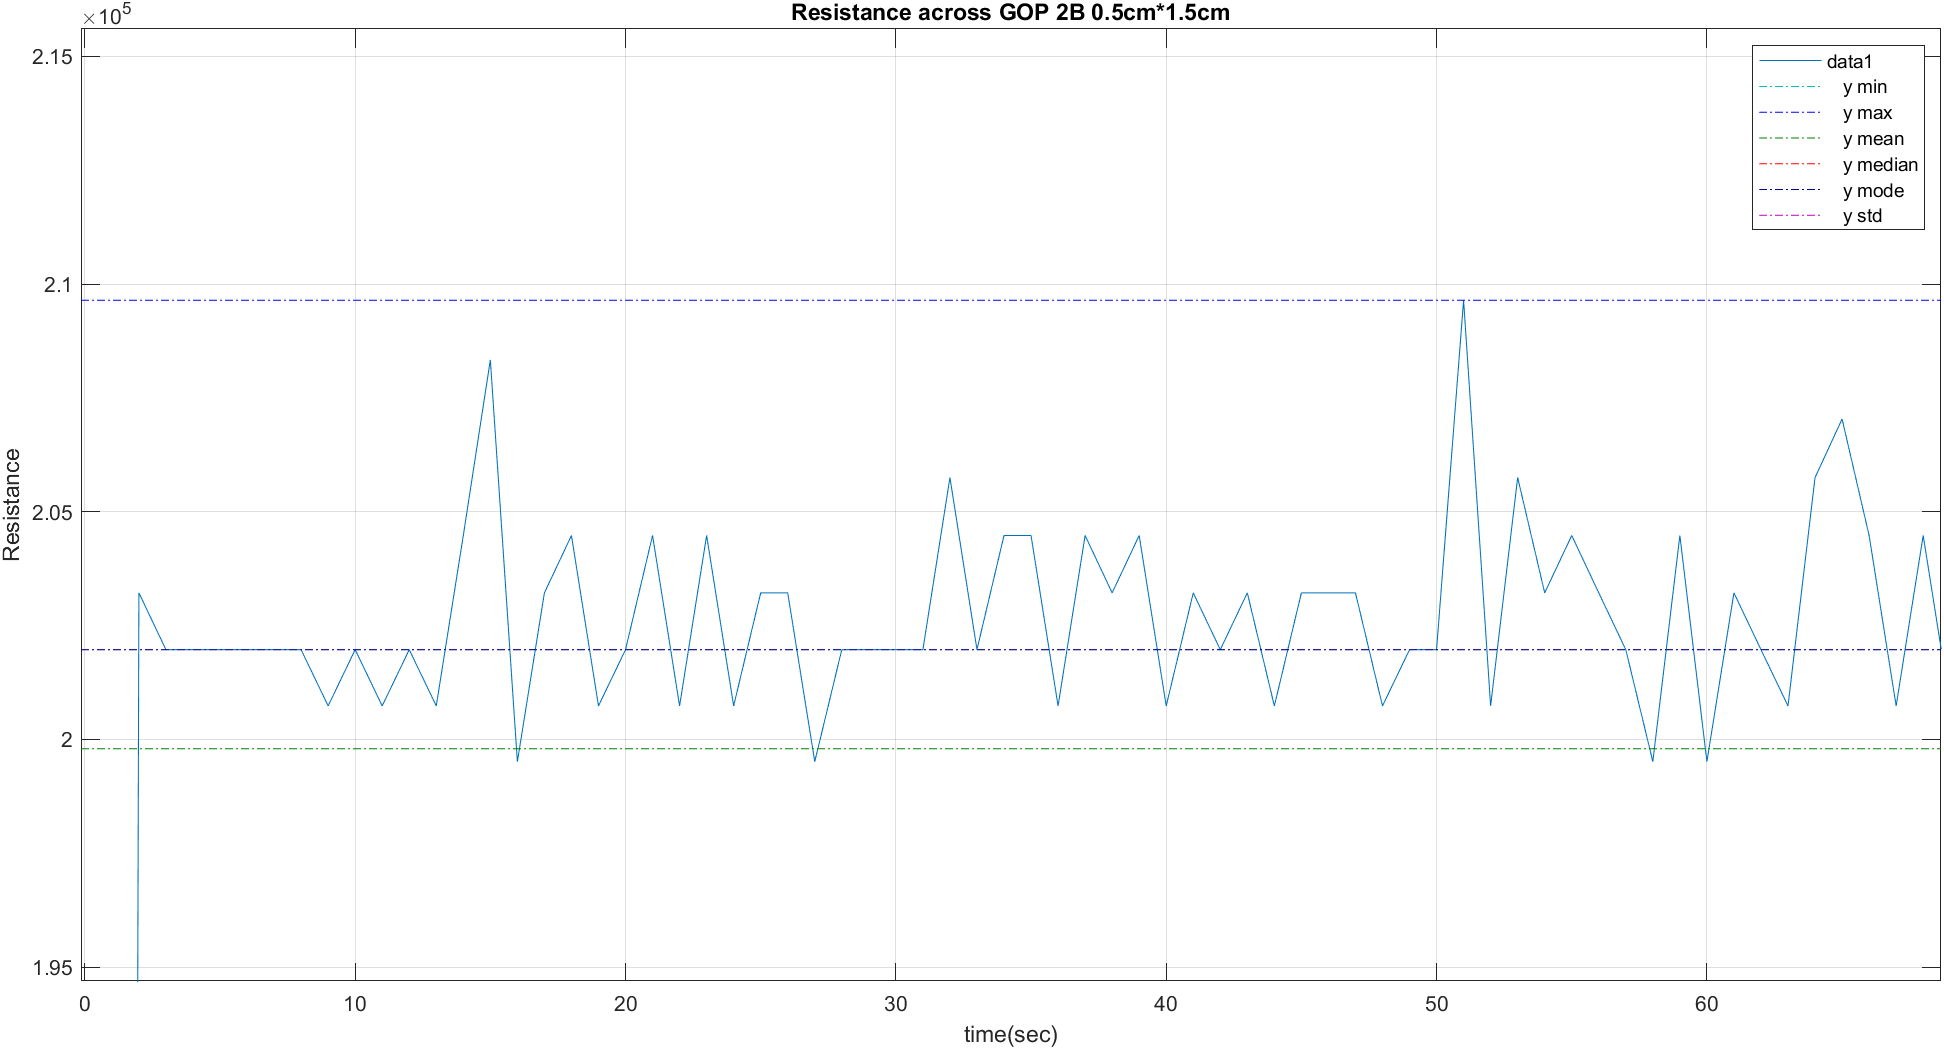 Resistance across GOP 2B 0.5cm*1.5cm
×10^5
2.15
2.1
2.05
2
1.95
Resistance
0 10 20 30 40 50 60
time(sec)
data1
y min
y max
y mean
y median
y mode
y std